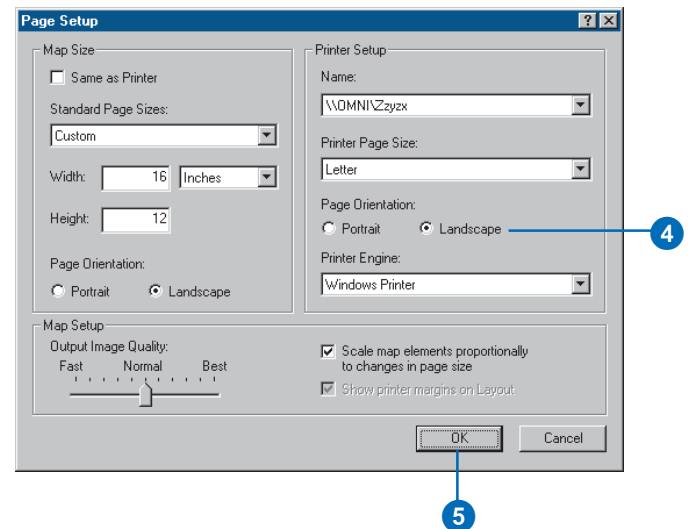 Page Setup
Map Size
Same as Printer
Standard Page Sizes:
Custom
Width: 16 Inches
Height: 12
Page Orientation:
Portrait Landscape
Printer Setup
Name:
\\OMNI\Zzyzx
Printer Page Size:
Letter
Page Orientation:
Portrait Landscape
4
Printer Engine:
Windows Printer
Map Setup
Output Image Quality:
Fast Normal Best
Scale map elements proportionally
to changes in page size
Show printer margins on Layout
OK Cancel
5